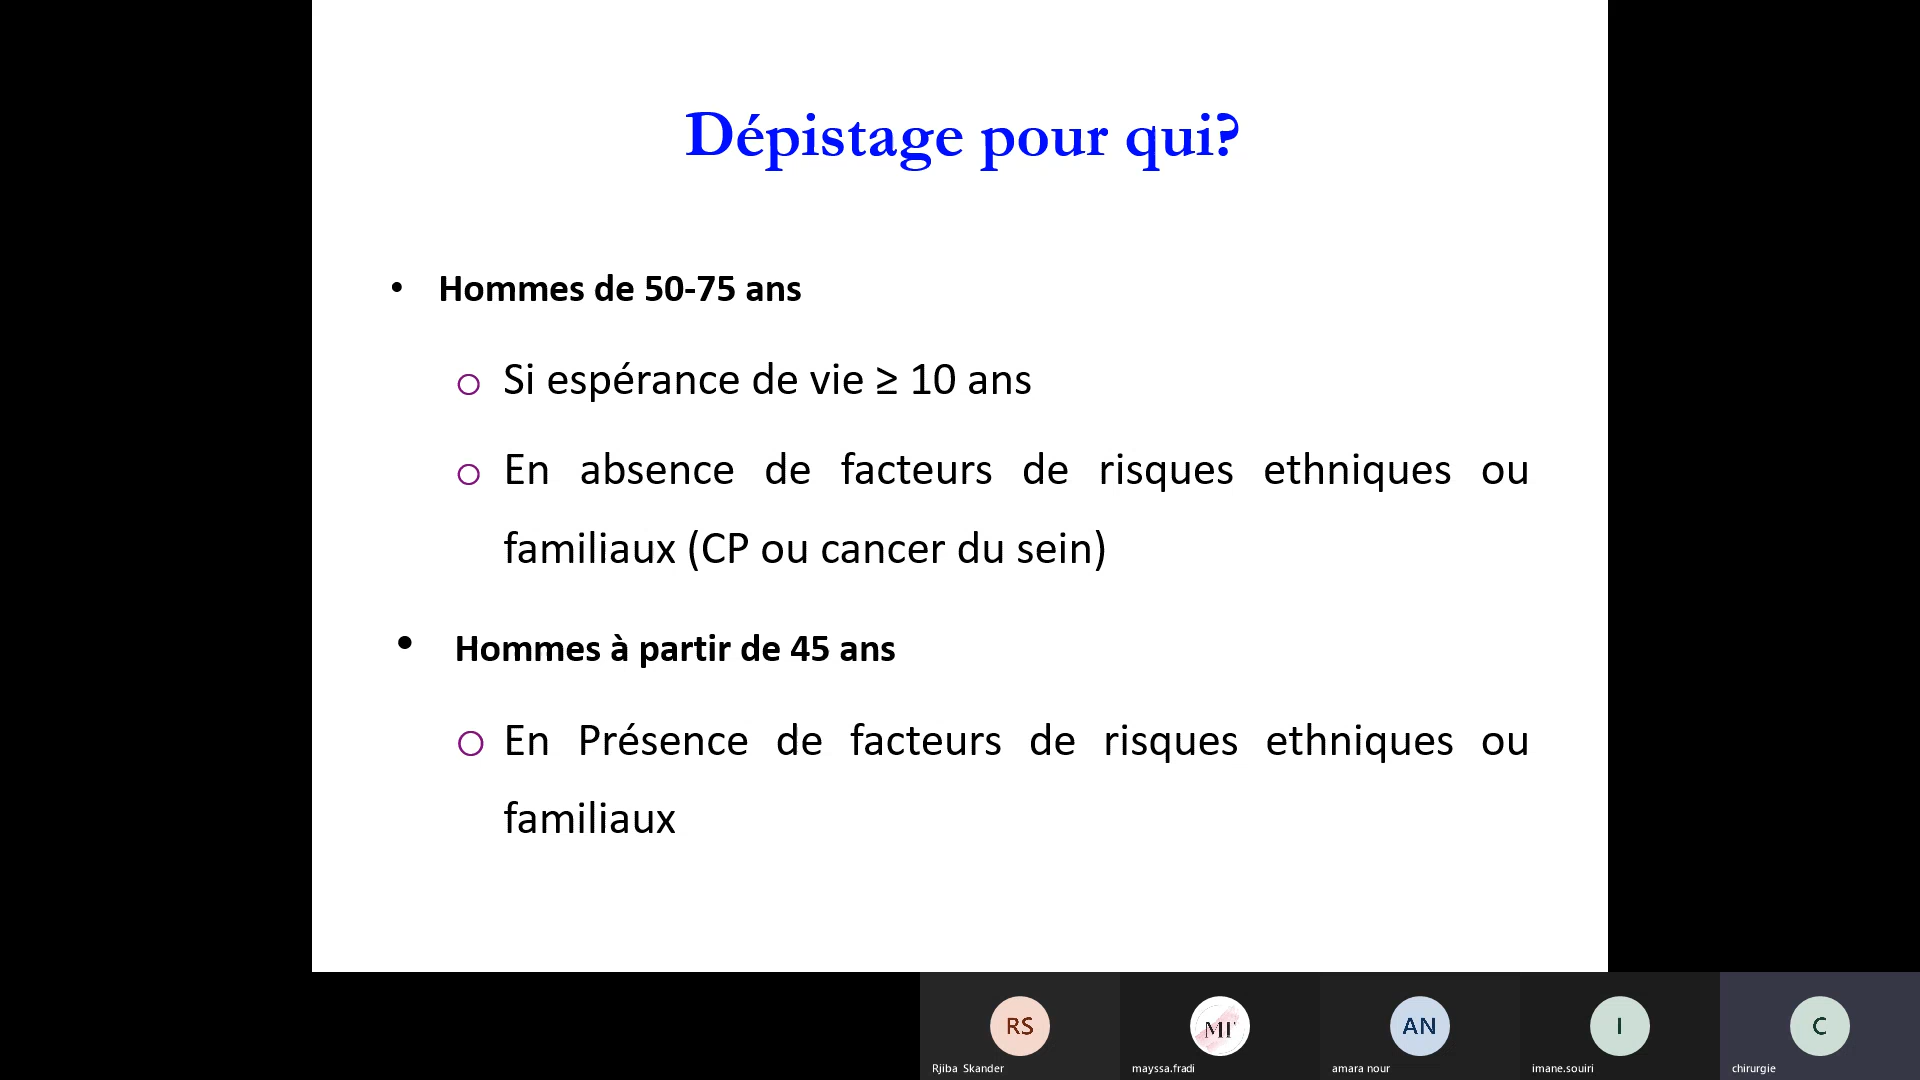 Dépistage pour qui?
• Hommes de 50-75 ans
o Si espérance de vie ≥ 10 ans
o En absence de facteurs de risques ethniques ou
familiaux (CP ou cancer du sein)
• Hommes à partir de 45 ans
o En Présence de facteurs de risques ethniques ou
familiaux
RS
MF
AN
I
C
Rjiba Skander
mayssa.fradi
amara nour
imane.souiri
chirurgie